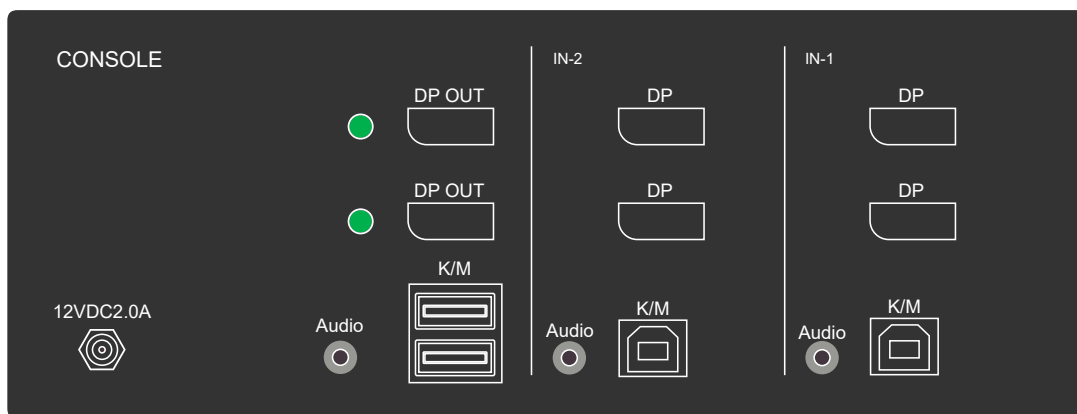 CONSOLE
DP OUT
DP OUT
K/M
12VDC2.0A
Audio
IN-2
DP
DP
K/M
Audio
IN-1
DP
DP
K/M
Audio